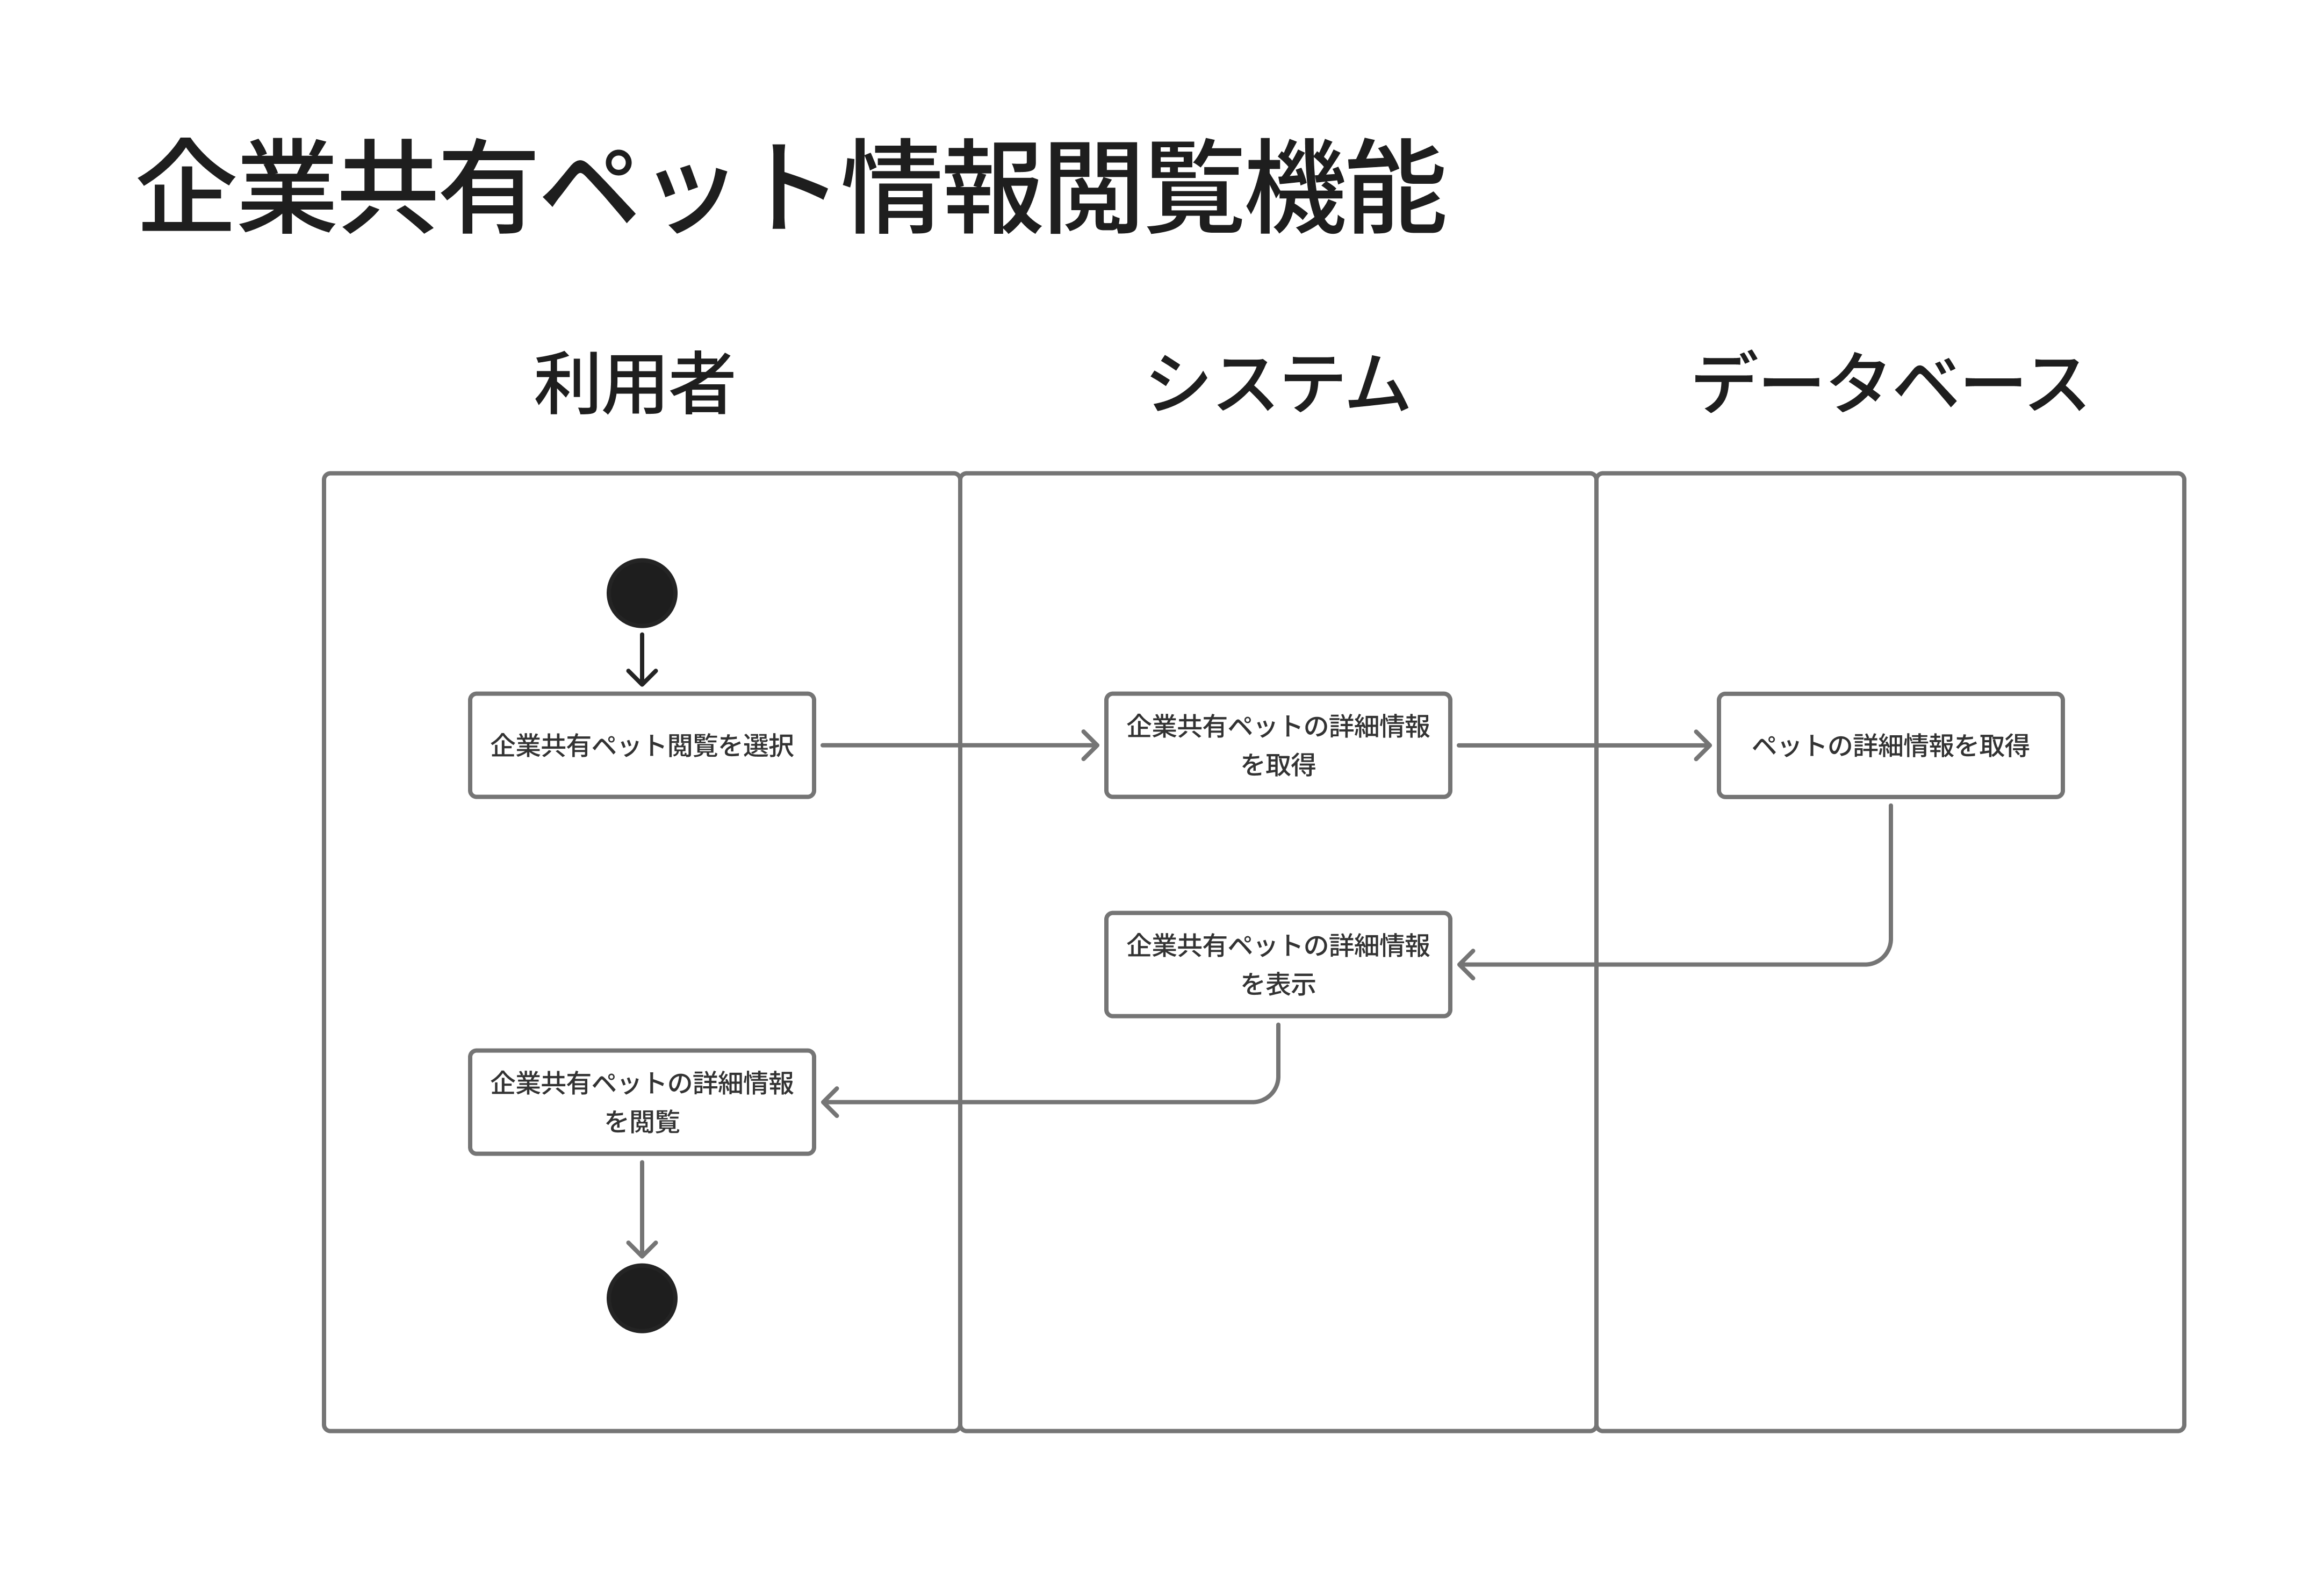 企業共有ペット情報閲覧機能
利用者
システム
データベース
企業共有ペット閲覧を選択
企業共有ペットの詳細情報
を取得
ペットの詳細情報を取得
企業共有ペットの詳細情報
を表示
企業共有ペットの詳細情報
を閲覧